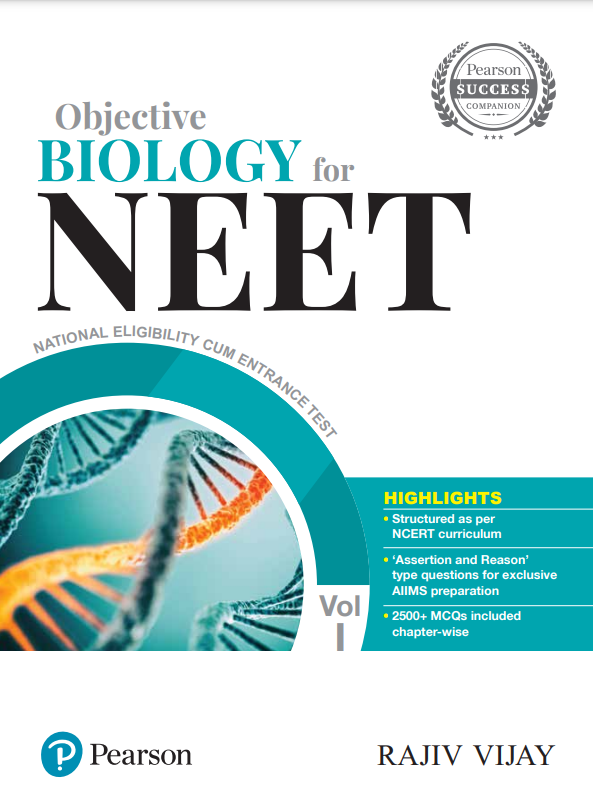 Pearson
SUCCESS
COMPANION
Objective
BIOLOGY for
NEET
NATIONAL ELIGIBILITY CUM ENTRANCE TEST
HIGHLIGHTS
• Structured as per
NCERT curriculum
• ‘Assertion and Reason’
type questions for exclusive
AIIMS preparation
• 2500+ MCQs included
chapter-wise
Vol
I
Pearson
RAJIV VIJAY